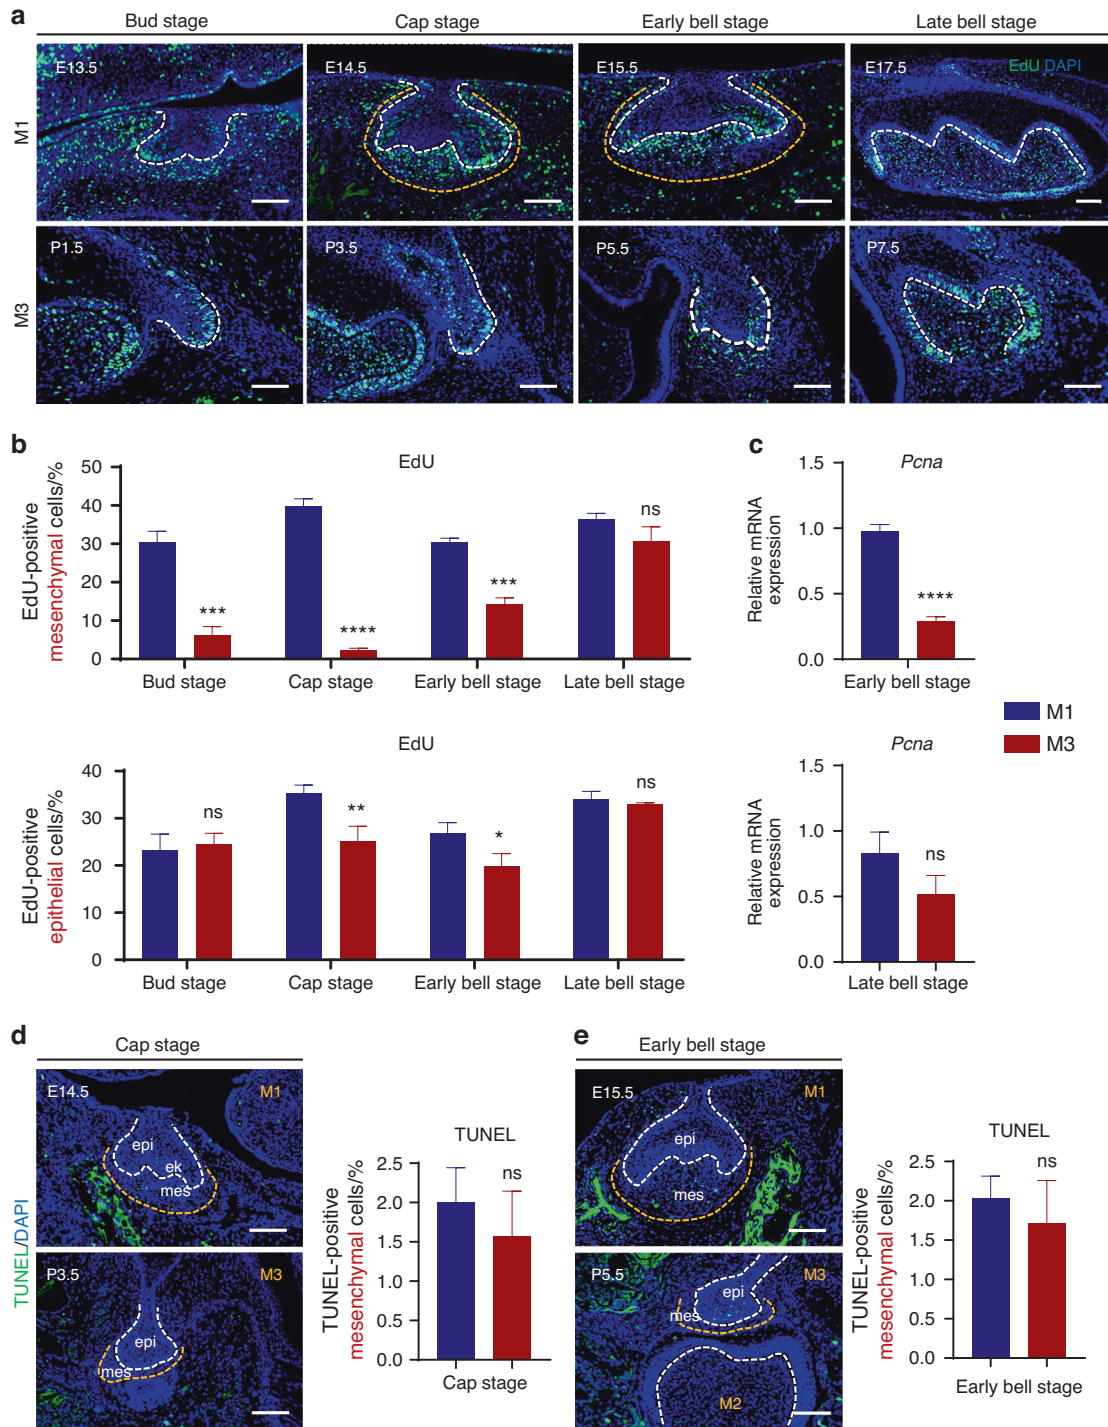 a
Bud stage
Cap stage
Early bell stage
Late bell stage
M1
E13.5
E14.5
E15.5
E17.5
EdU DAPI
M3
P1.5
P3.5
P5.5
P7.5
b
EdU
EdU-positive
mesenchymal cells/%
50
40
30
20
10
0
***
****
***
ns
Bud stage
Cap stage
Early bell stage
Late bell stage
c
Pcna
Relative mRNA
expression
1.5
1.0
0.5
0.0
****
Early bell stage
M1
M3
EdU
EdU-positive
epithelial cells/%
40
30
20
10
0
ns
**
*
ns
Bud stage
Cap stage
Early bell stage
Late bell stage
Pcna
Relative mRNA
expression
1.5
1.0
0.5
0.0
ns
Late bell stage
d
Cap stage
TUNEL/DAPI
E14.5
M1
epi
ek
mes
P3.5
M3
epi
mes
TUNEL
TUNEL-positive
mesenchymal cells/%
2.5
2.0
1.5
1.0
0.5
0.0
ns
Cap stage
e
Early bell stage
E15.5
M1
epi
mes
P5.5
M3
epi
mes
M2
TUNEL
TUNEL-positive
mesenchymal cells/%
2.5
2.0
1.5
1.0
0.5
0.0
ns
Early bell stage